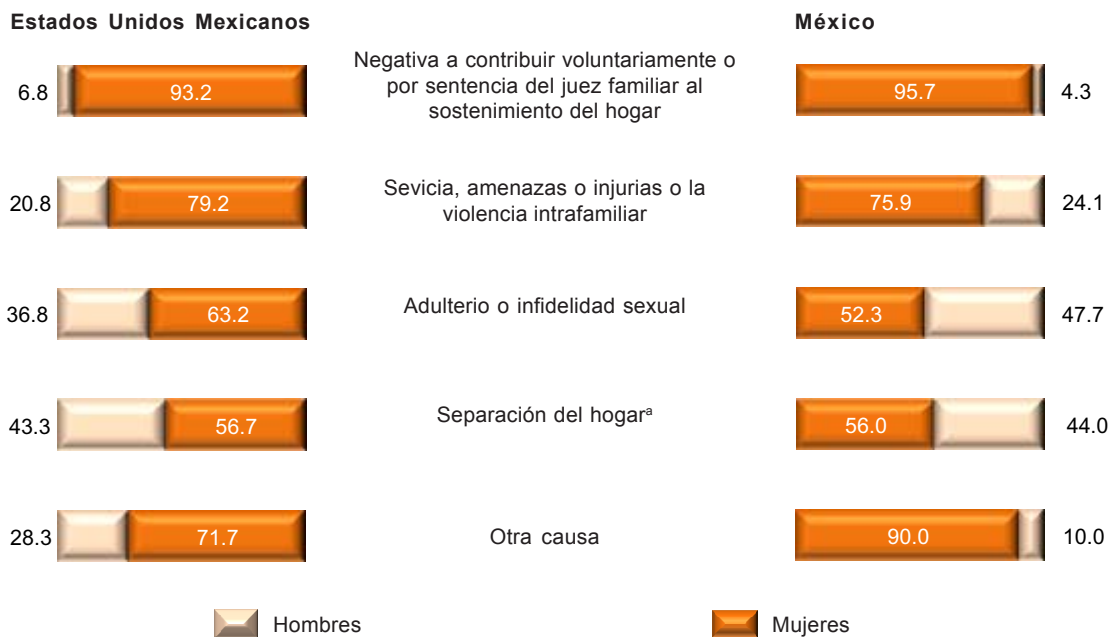 Estados Unidos Mexicanos
México
Negativa a contribuir voluntariamente o
por sentencia del juez familiar al
sostenimiento del hogar
6.8
93.2
95.7
4.3
Sevicia, amenazas o injurias o la
violencia intrafamiliar
20.8
79.2
75.9
24.1
Adulterio o infidelidad sexual
36.8
63.2
52.3
47.7
Separación del hogarª
43.3
56.7
56.0
44.0
Otra causa
28.3
71.7
90.0
10.0
Hombres
Mujeres